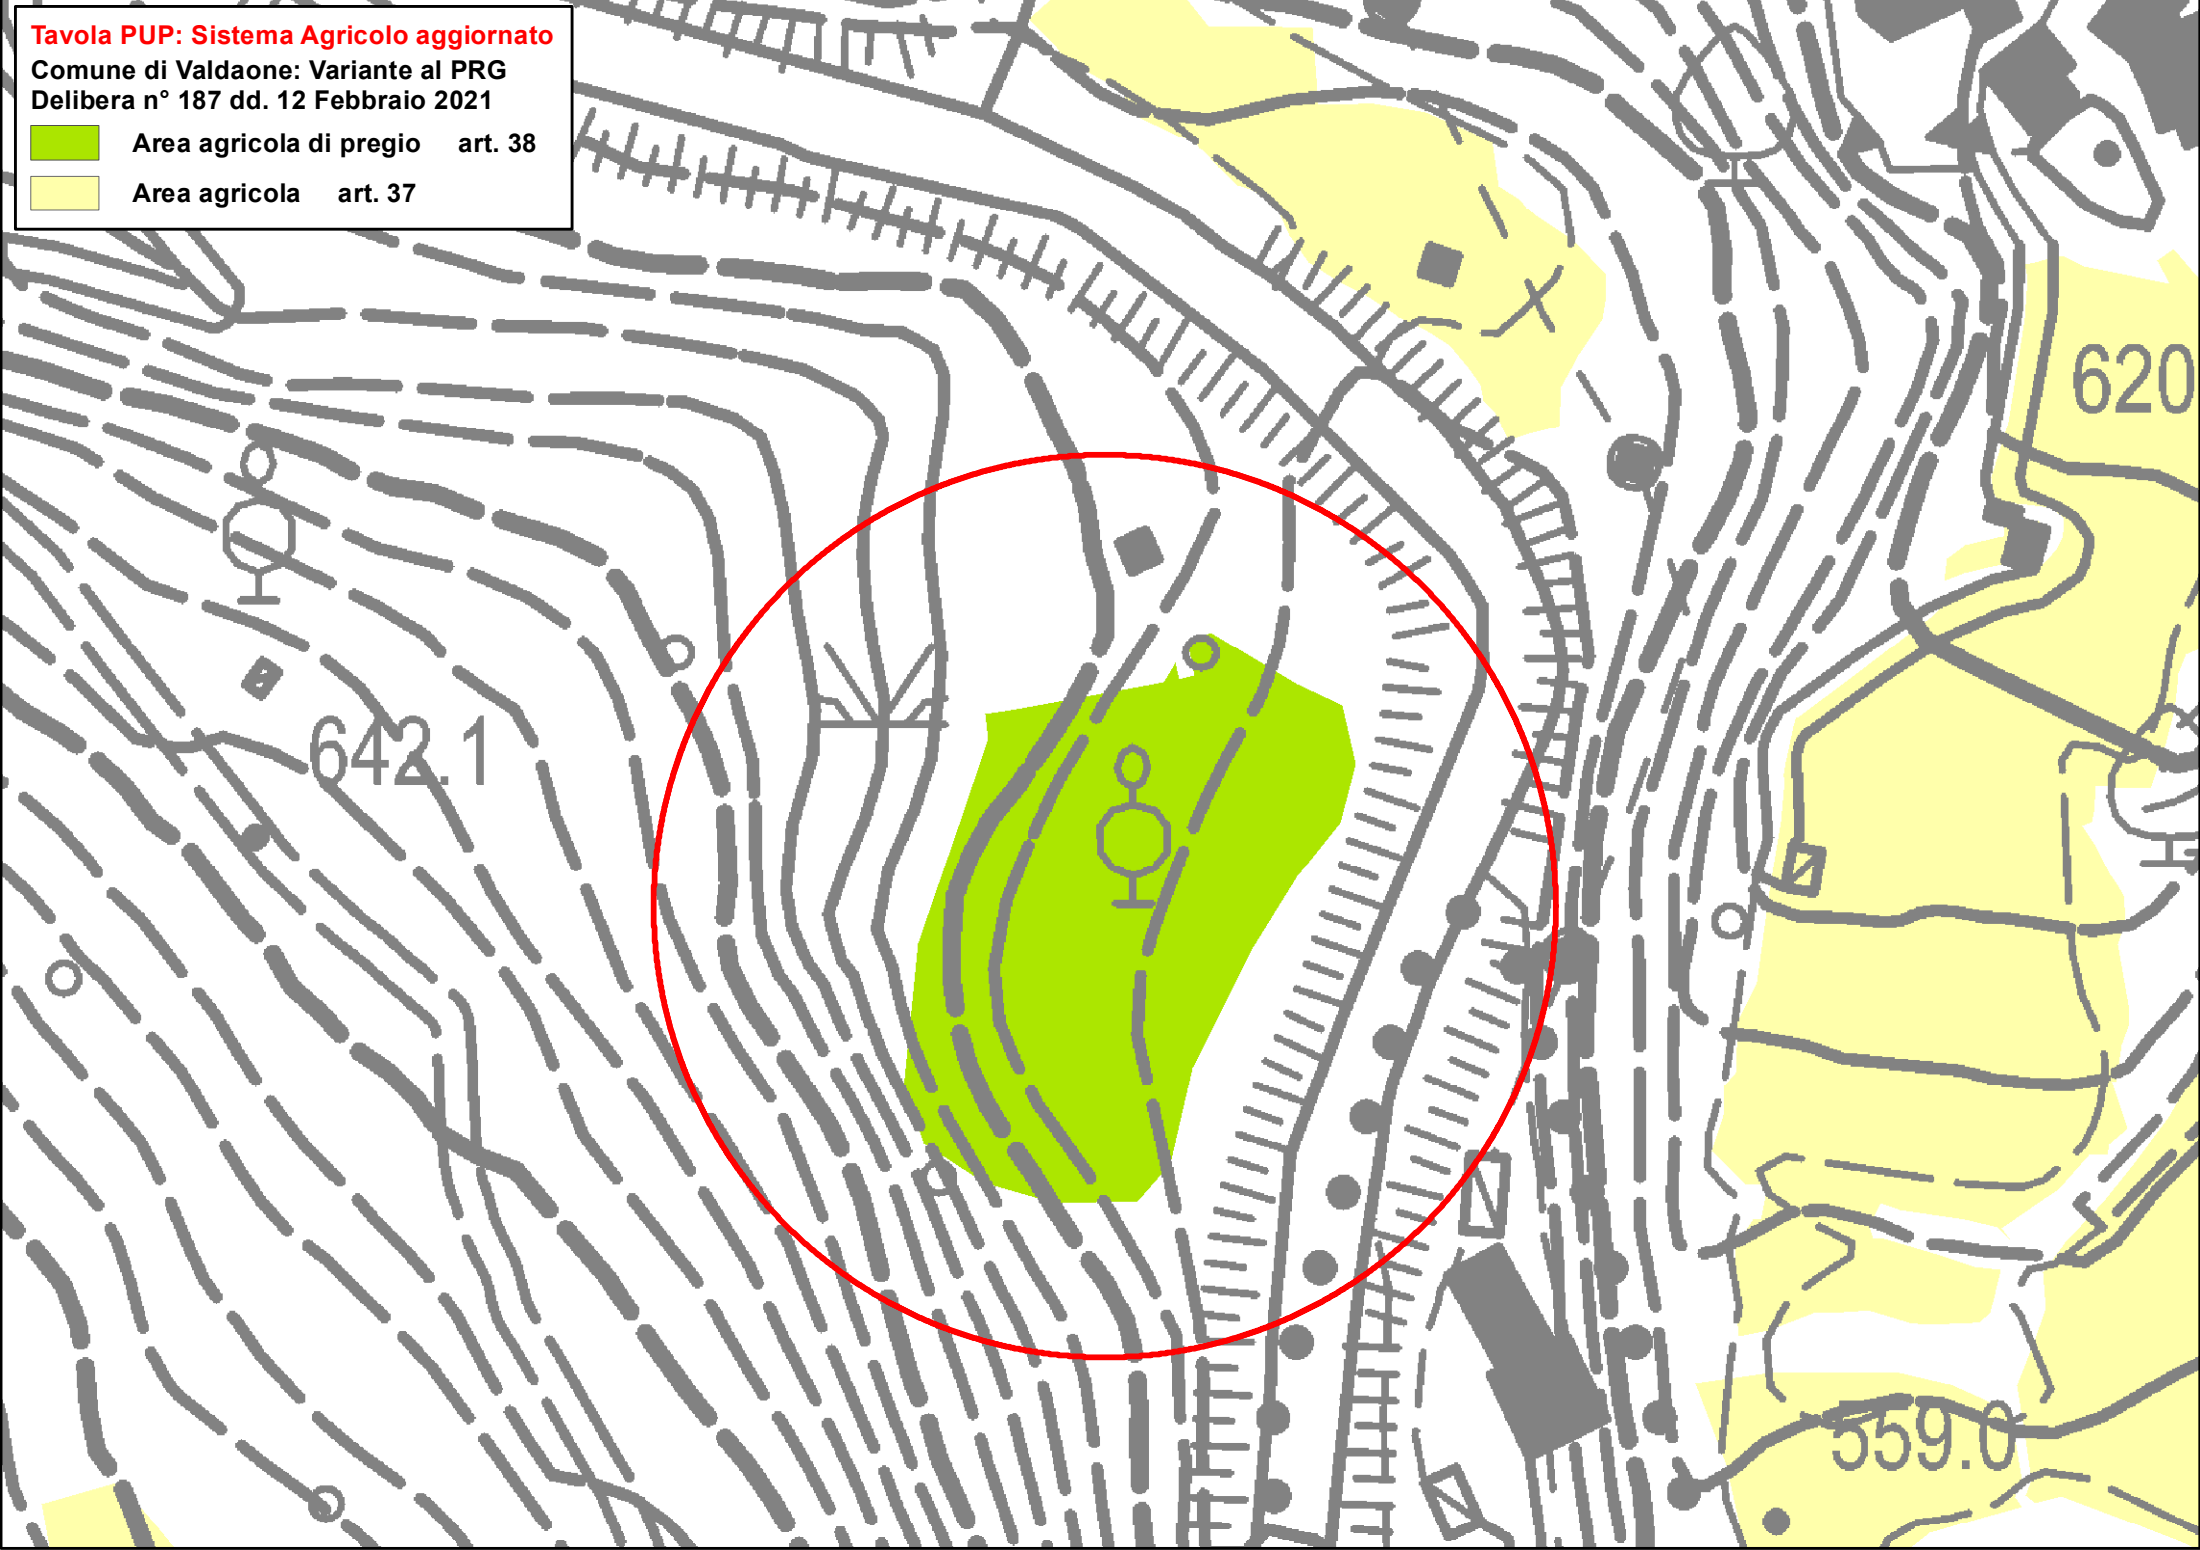 Tavola PUP: Sistema Agricolo aggiornato
Comune di Valdaone: Variante al PRG
Delibera n° 187 dd. 12 Febbraio 2021
Area agricola di pregio art. 38
Area agricola art. 37
620
642.1
559.0